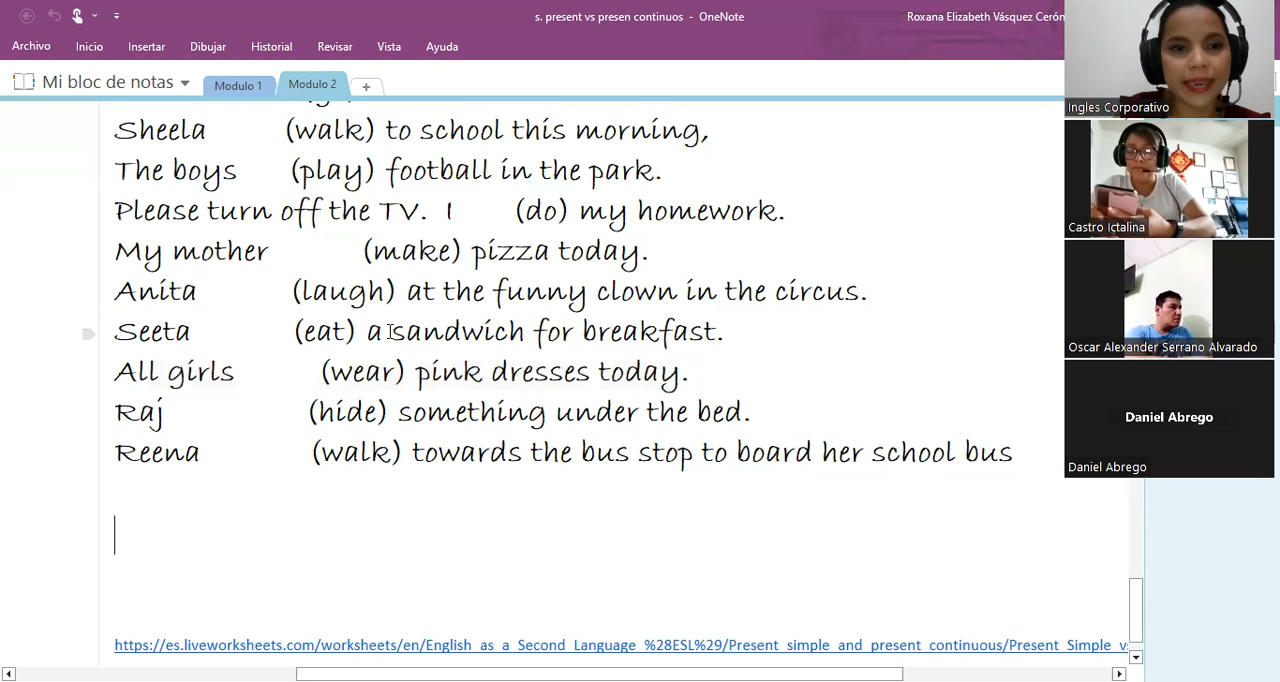 s. present vs presen continuos - OneNote
Roxana Elizabeth Vásquez Cerón
Archivo Inicio Insertar Dibujar Historial Revisar Vista Ayuda
Mi bloc de notas Modulo 1 Modulo 2 +
Sheela (walk) to school this morning,
The boys (play) football in the park.
Please turn off the TV. I (do) my homework.
My mother (make) pizza today.
Anita (laugh) at the funny clown in the circus.
Seeta (eat) a sandwich for breakfast.
All girls (wear) pink dresses today.
Raj (hide) something under the bed.
Reena (walk) towards the bus stop to board her school bus
https://es.liveworksheets.com/worksheets/en/English_as_a_Second_Language_%28ESL%29/Present_simple_and_present_continuous/Present_Simple_v
Ingles Corporativo
Castro Ictalina
Oscar Alexander Serrano Alvarado
Daniel Abrego
Daniel Abrego